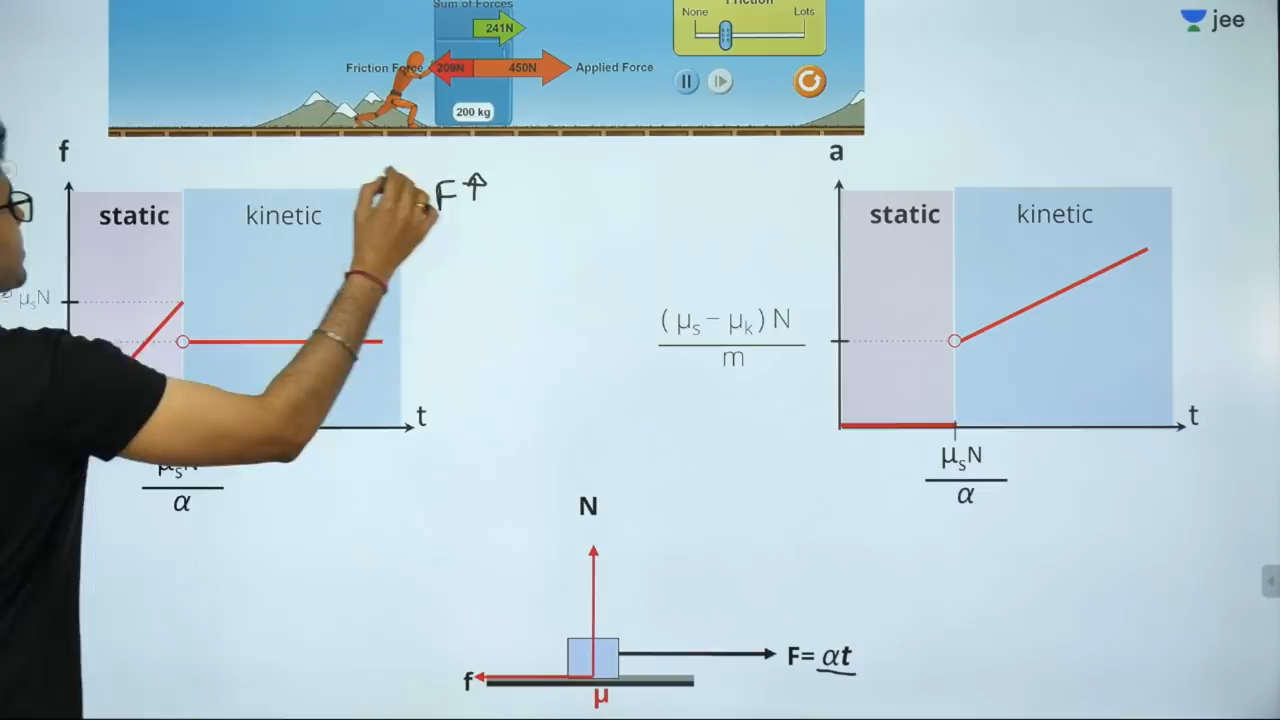 Sum of Forces
Friction
None
Lots
241N
jee
Friction Force
209N
450N
Applied Force
200 kg
f
F↑
a
static
kinetic
static
kinetic
μsN
(μs − μk) N
m
t
t
μsN
α
μsN
α
N
F= αt
f
μ